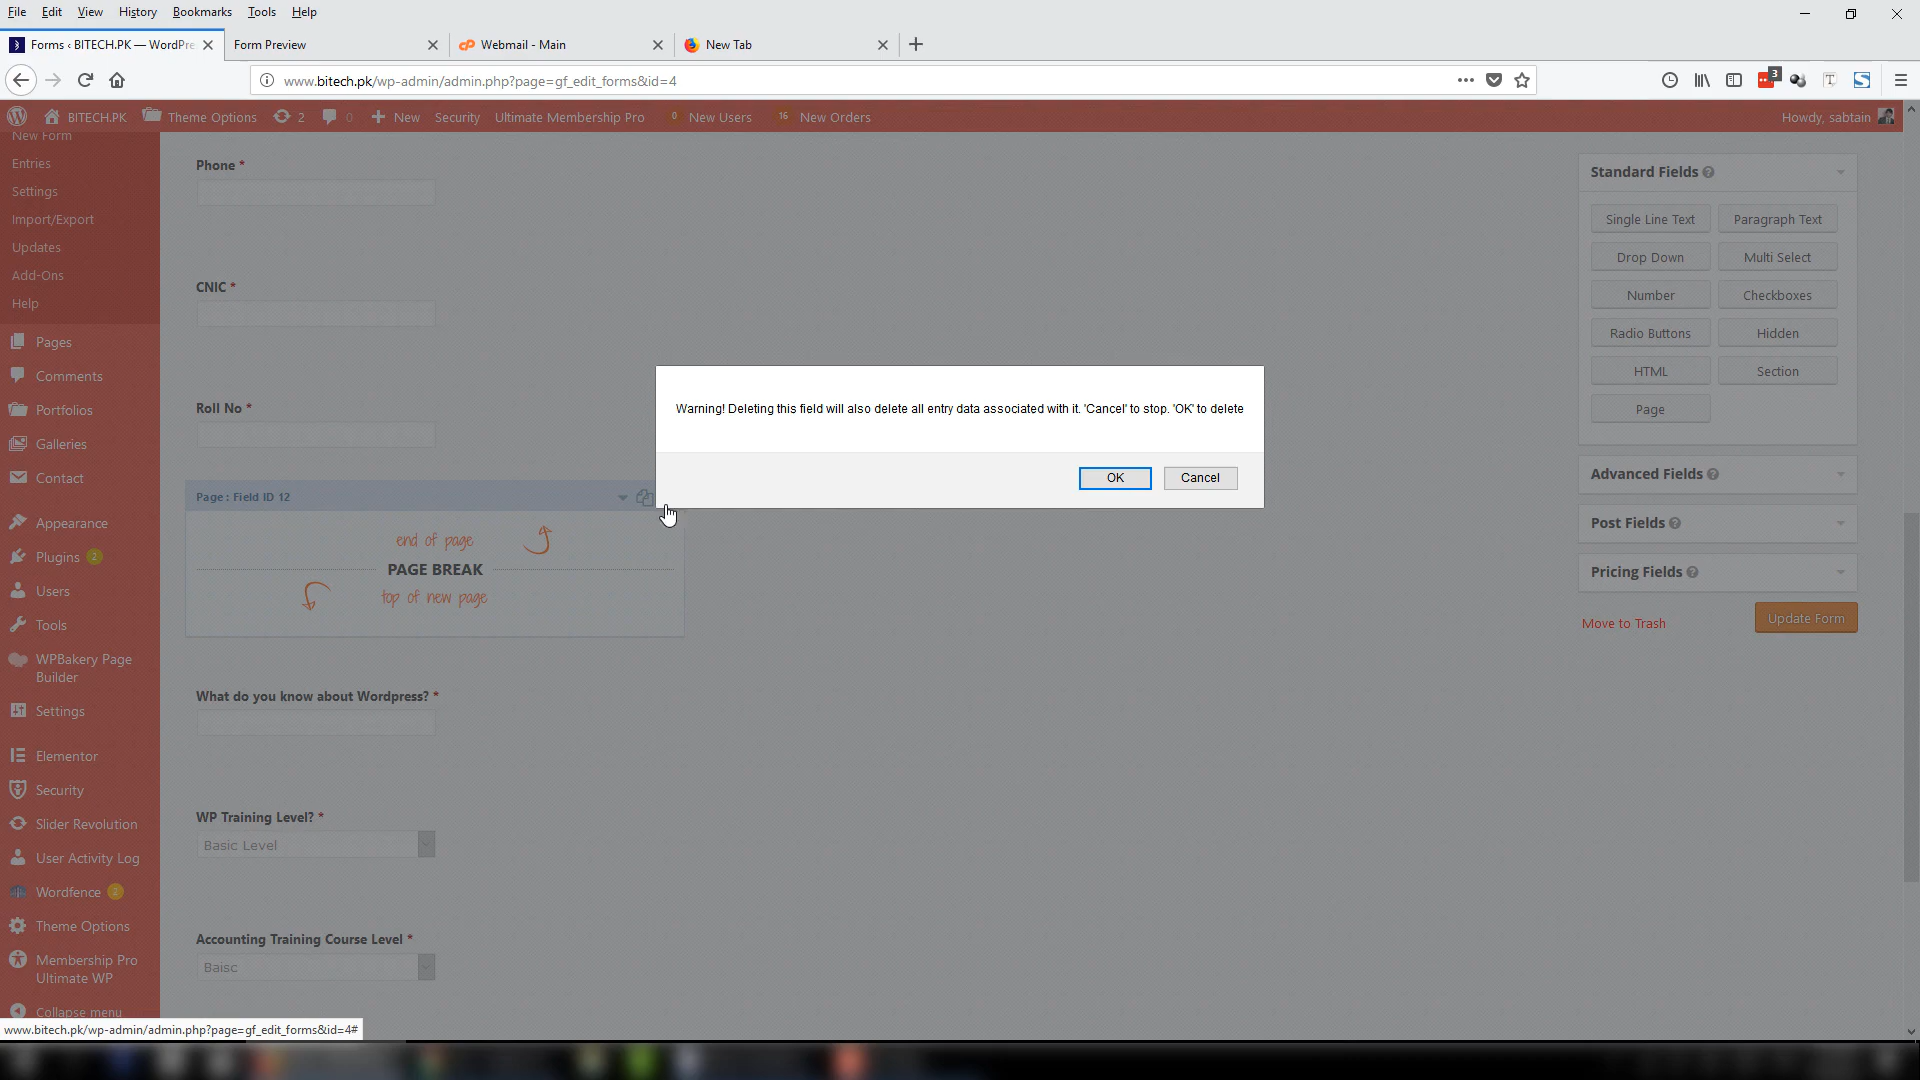 File Edit View History Bookmarks Tools Help
Forms ‹ BITECH.PK — WordPre
Form Preview
Webmail - Main
New Tab
www.bitech.pk/wp-admin/admin.php?page=gf_edit_forms&id=4
3
BITECH.PK Theme Options 2 0 New Security Ultimate Membership Pro 0 New Users 16 New Orders Howdy, sabtain
New Form
Entries
Settings
Import/Export
Updates
Add-Ons
Help
Pages
Comments
Portfolios
Galleries
Contact
Appearance
Plugins 2
Users
Tools
WPBakery Page
Builder
Settings
Elementor
Security
Slider Revolution
User Activity Log
Wordfence 2
Theme Options
Membership Pro
Ultimate WP
Collapse menu
www.bitech.pk/wp-admin/admin.php?page=gf_edit_forms&id=4#
Phone *
CNIC *
Roll No *
Page : Field ID 12
end of page
PAGE BREAK
top of new page
What do you know about Wordpress? *
WP Training Level? *
Basic Level
Accounting Training Course Level *
Baisc
Warning! Deleting this field will also delete all entry data associated with it. 'Cancel' to stop. 'OK' to delete
OK Cancel
Standard Fields
Single Line Text Paragraph Text
Drop Down Multi Select
Number Checkboxes
Radio Buttons Hidden
HTML Section
Page
Advanced Fields
Post Fields
Pricing Fields
Move to Trash Update Form